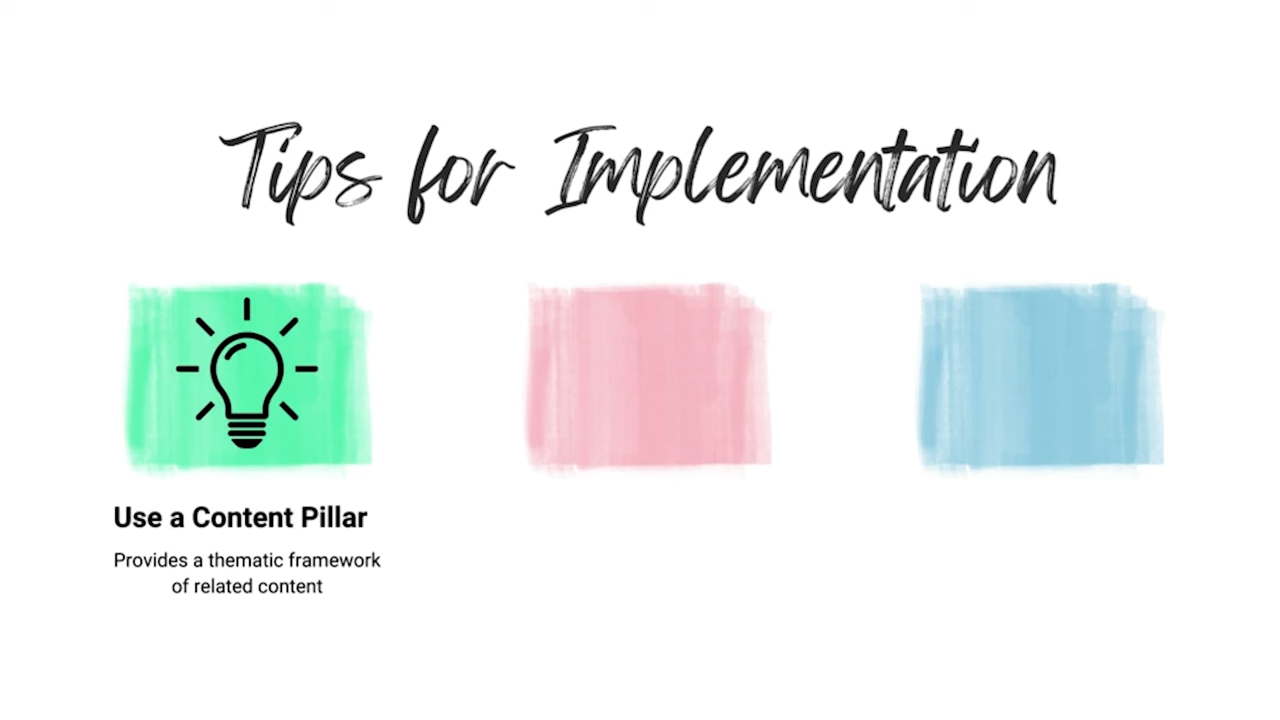 Tips for Implementation
Use a Content Pillar
Provides a thematic framework
of related content